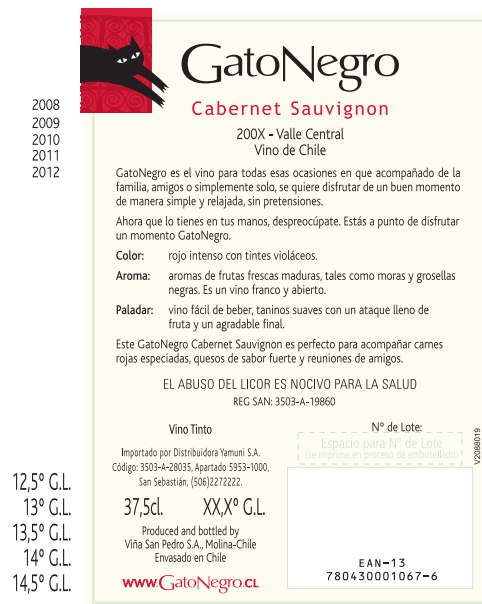 GatoNegro
Cabernet Sauvignon
200X - Valle Central
Vino de Chile
2008
2009
2010
2011
2012
GatoNegro es el vino para todas esas ocasiones en que acompañado de la
familia, amigos o simplemente solo, se quiere disfrutar de un buen momento
de manera simple y relajada, sin pretensiones.
Ahora que lo tienes en tus manos, despreocúpate. Estás a punto de disfrutar
un momento GatoNegro.
Color: rojo intenso con tintes violáceos.
Aroma: aromas de frutas frescas maduras, tales como moras y grosellas
negras. Es un vino franco y abierto.
Paladar: vino fácil de beber, taninos suaves con un ataque lleno de
fruta y un agradable final.
Este GatoNegro Cabernet Sauvignon es perfecto para acompañar carnes
rojas especiadas, quesos de sabor fuerte y reuniones de amigos.
EL ABUSO DEL LICOR ES NOCIVO PARA LA SALUD
REG SAN: 3503-A-19860
Vino Tinto
Importado por Distribuidora Yamuni S.A.
Código: 3503-A-28035, Apartado 5953-1000,
San Sebastián, (506)2272222.
37,5cl. XX,Xº G.L.
Produced and bottled by
Viña San Pedro S.A., Molina-Chile
Envasado en Chile
www.GatoNegro.CL
Nº de Lote:
Espacio para Nº de Lote
(se imprime en proceso de embotellado)
V2088019
EAN-13
780430001067-6
12,5º G.L.
13º G.L.
13,5º G.L.
14º G.L.
14,5º G.L.